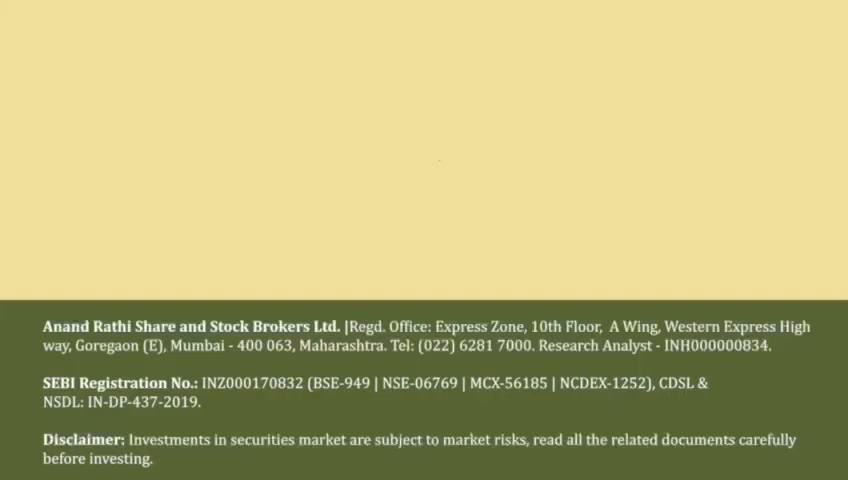 Anand Rathi Share and Stock Brokers Ltd. |Regd. Office: Express Zone, 10th Floor, A Wing, Western Express High
way, Goregaon (E), Mumbai - 400 063, Maharashtra. Tel: (022) 6281 7000. Research Analyst - INH000000834.
SEBI Registration No.: INZ000170832 (BSE-949 | NSE-06769 | MCX-56185 | NCDEX-1252), CDSL &
NSDL: IN-DP-437-2019.
Disclaimer: Investments in securities market are subject to market risks, read all the related documents carefully
before investing.